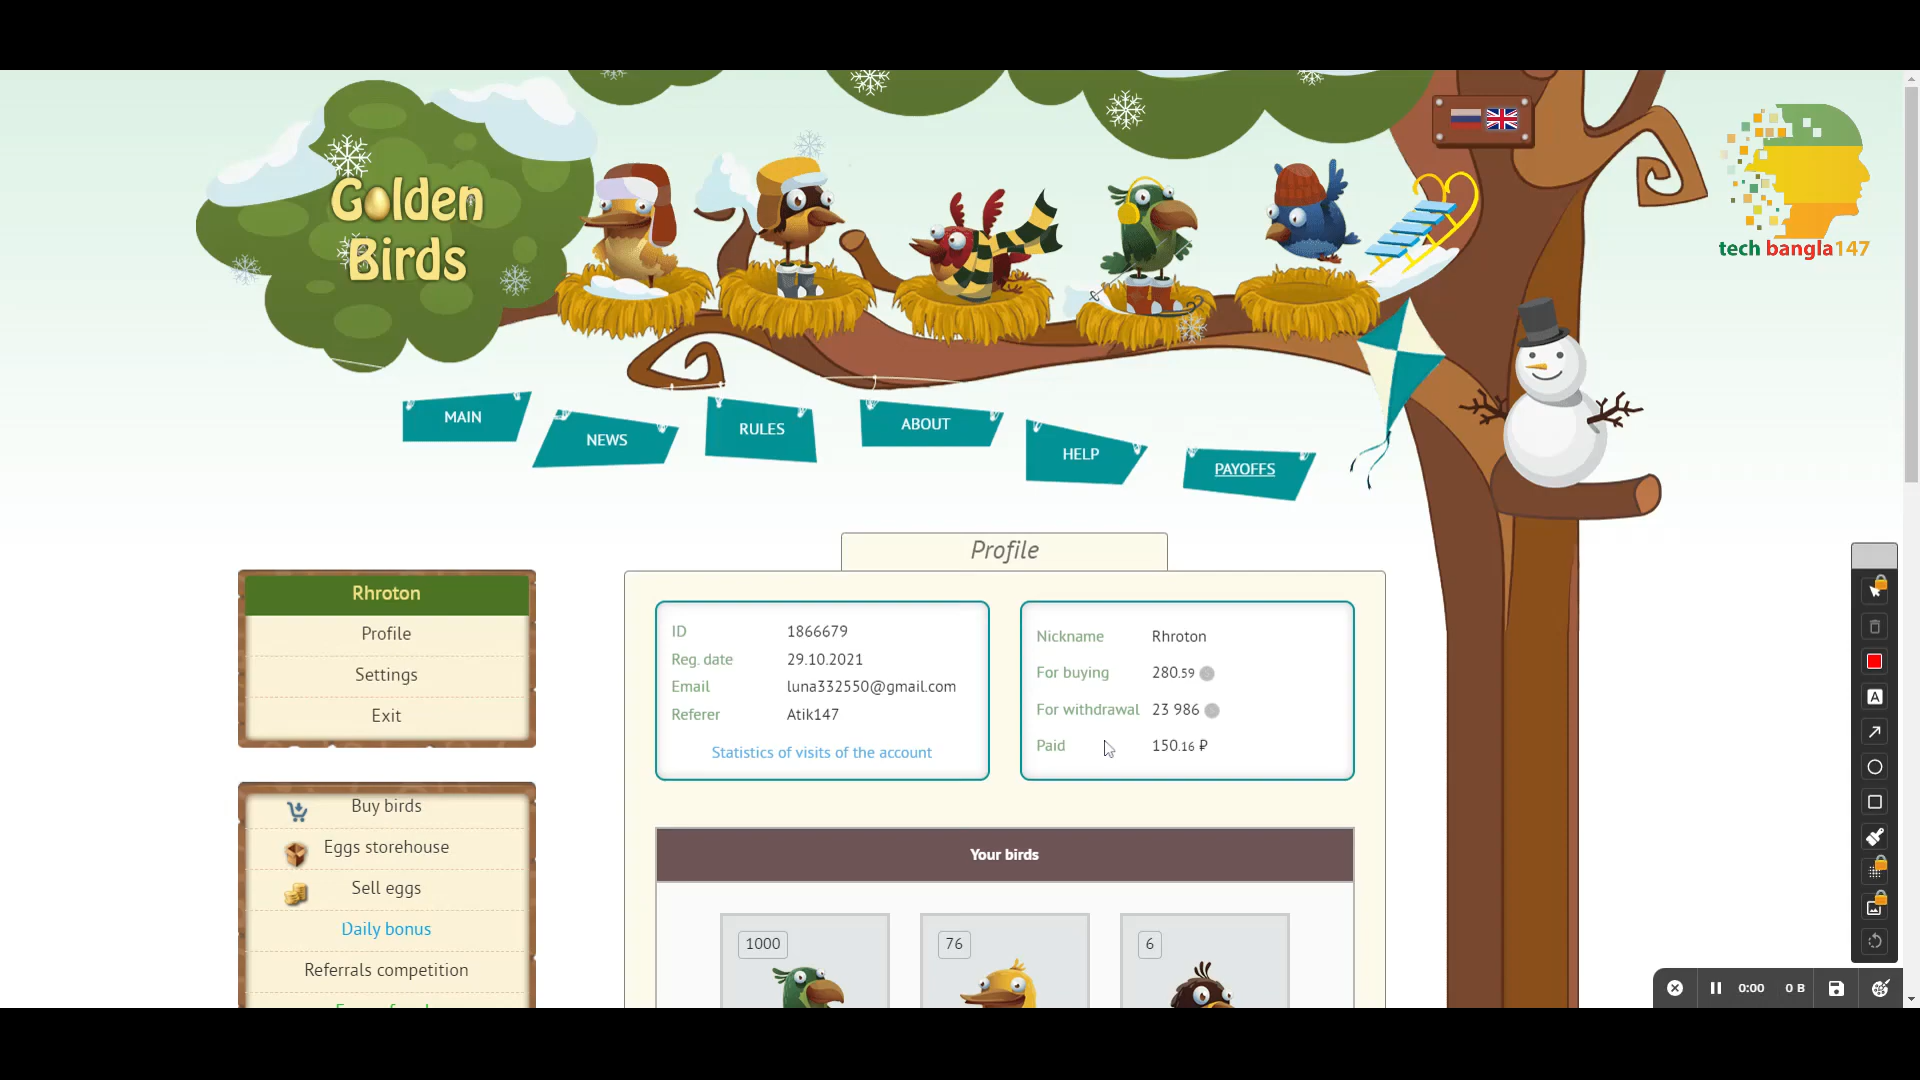 Golden
Birds
tech bangla147
MAIN
NEWS
RULES
ABOUT
HELP
PAYOFFS
Profile
Rhroton
Profile
Settings
Exit
ID 1866679
Reg. date 29.10.2021
Email luna332550@gmail.com
Referer Atik147
Statistics of visits of the account
Nickname Rhroton
For buying 280.59
For withdrawal 23 986
Paid 150.16 ₽
Buy birds
Eggs storehouse
Sell eggs
Daily bonus
Referrals competition
Your birds
1000 76 6
A
0:00 0 B